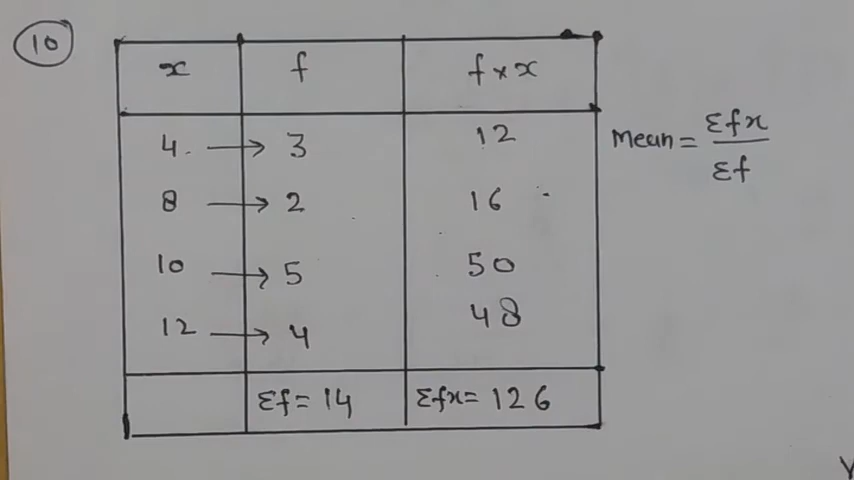 10
x f f × x
4. → 3 12
8 → 2 16
10 → 5 50
12 → 4 48
Σf = 14 Σfx = 126
Mean = Σfx / Σf